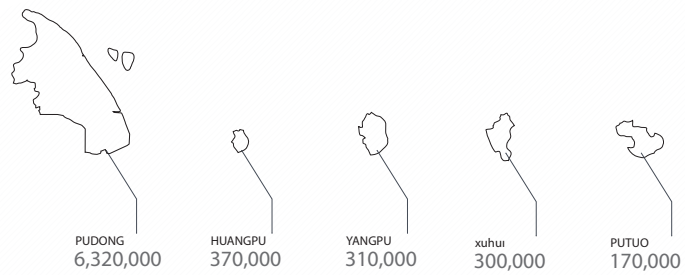 PUDONG
6,320,000
HUANGPU
370,000
YANGPU
310,000
xuhui
300,000
PUTUO
170,000